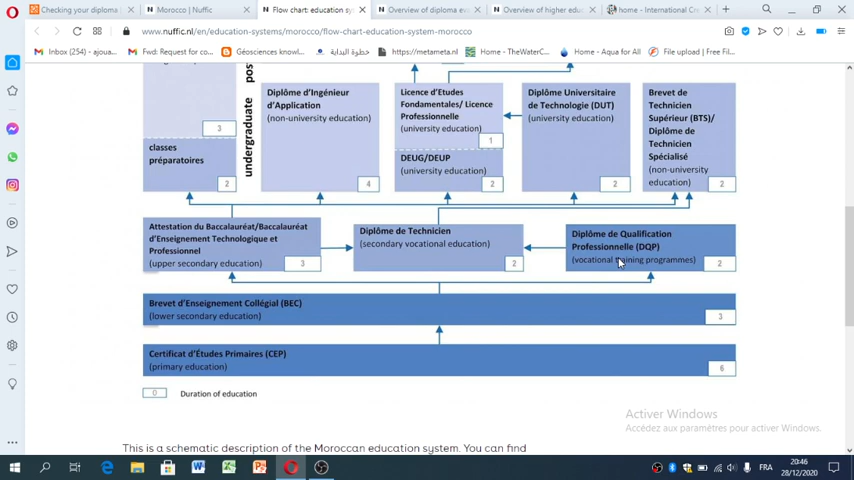 Checking your diploma
Morocco | Nuffic
Flow chart: education sys
Overview of diploma eva
Overview of higher educ
home - International Cre
www.nuffic.nl/en/education-systems/morocco/flow-chart-education-system-morocco
Inbox (254) - ajoua...
Fwd: Request for co...
Géosciences knowl...
خطوة البداية
https://metameta.nl
Home - TheWaterC...
Home - Aqua for All
File upload | Free Fil...
undergraduate
pos
3
classes
préparatoires
2
Diplôme d'Ingénieur
d'Application
(non-university education)
4
Licence d'Etudes
Fondamentales/ Licence
Professionnelle
(university education)
1
DEUG/DEUP
(university education)
2
Diplôme Universitaire
de Technologie (DUT)
(university education)
2
Brevet de
Technicien
Supérieur (BTS)/
Diplôme de
Technicien
Spécialisé
(non-university
education)
2
Attestation du Baccalauréat/Baccalauréat
d'Enseignement Technologique et
Professionnel
(upper secondary education)
3
Diplôme de Technicien
(secondary vocational education)
2
Diplôme de Qualification
Professionnelle (DQP)
(vocational training programmes)
2
Brevet d'Enseignement Collégial (BEC)
(lower secondary education)
3
Certificat d'Études Primaires (CEP)
(primary education)
6
0
Duration of education
Activer Windows
Accédez aux paramètres pour activer Windows.
This is a schematic description of the Moroccan education system. You can find
FRA
20:46
28/12/2020